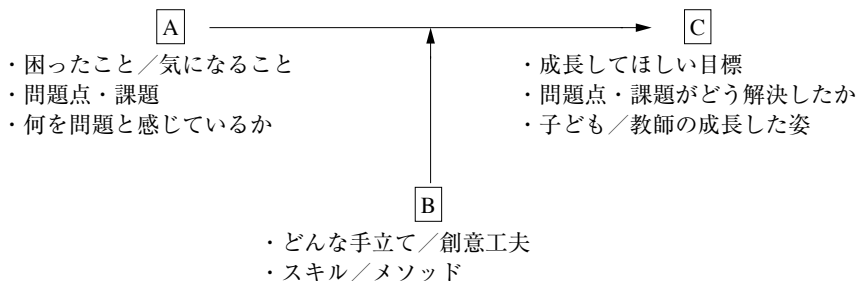 A
C
・困ったこと／気になること
・問題点・課題
・何を問題と感じているか
・成長してほしい目標
・問題点・課題がどう解決したか
・子ども／教師の成長した姿
B
・どんな手立て／創意工夫
・スキル／メソッド